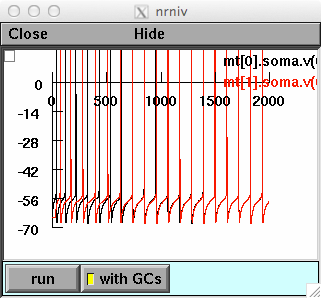 nrniv
Close Hide
mt[0].soma.v(
0 mt[1].soma.v(
0 500 1000 1500 2000
-14
-28
-42
-56
-70
run with GCs